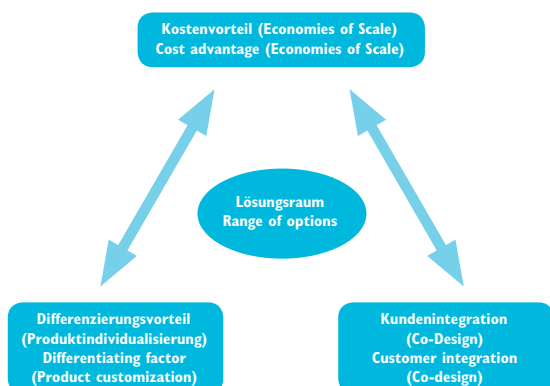 Kostenvorteil (Economies of Scale)
Cost advantage (Economies of Scale)
Lösungsraum
Range of options
Differenzierungsvorteil
(Produktindividualisierung)
Differentiating factor
(Product customization)
Kundenintegration
(Co-Design)
Customer integration
(Co-design)